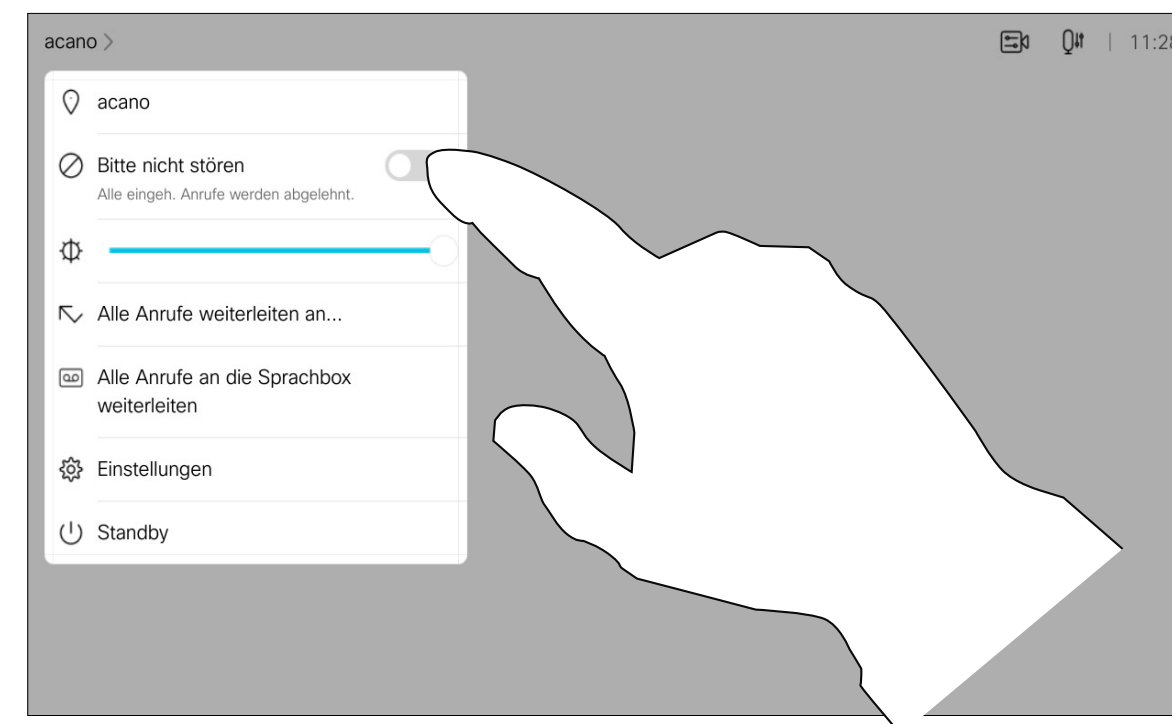 acano
11:28
acano
Bitte nicht stören
Alle eingeh. Anrufe werden abgelehnt.
Alle Anrufe weiterleiten an...
Alle Anrufe an die Sprachbox
weiterleiten
Einstellungen
Standby